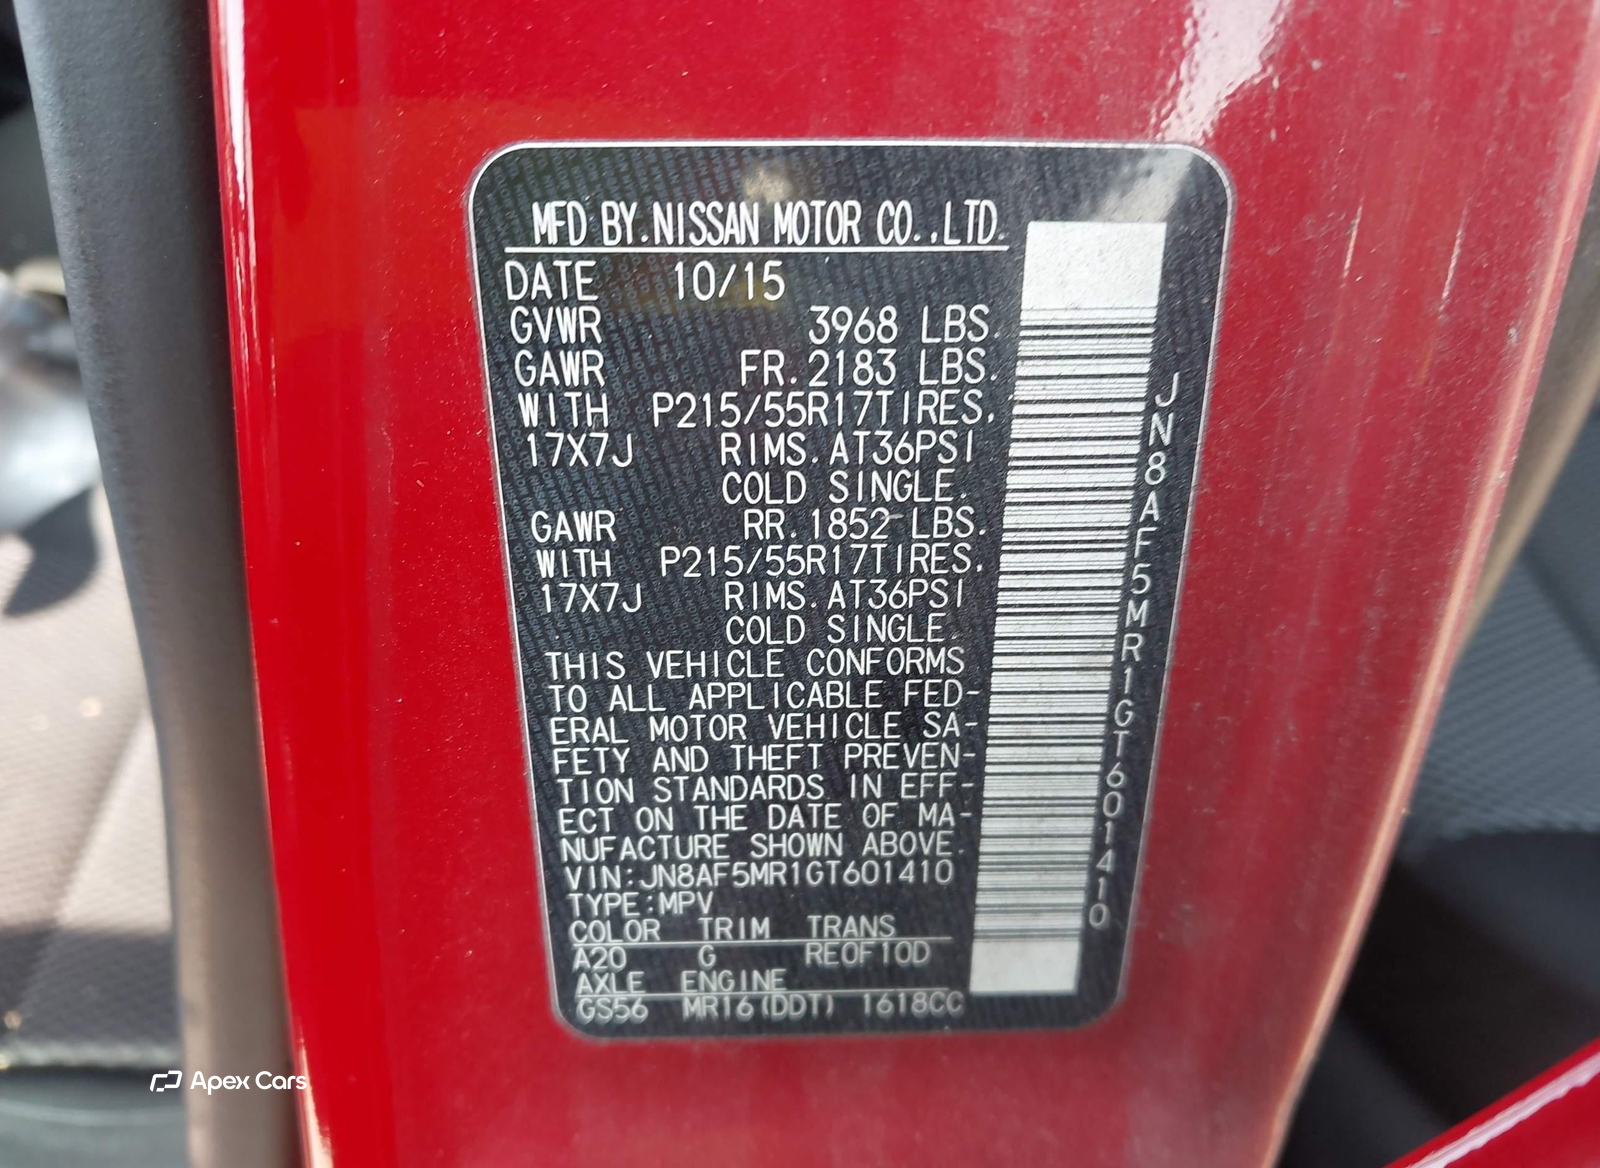 MFD BY.NISSAN MOTOR CO.,LTD.
DATE 10/15
GVWR 3968 LBS.
GAWR FR.2183 LBS.
WITH P215/55R17TIRES.
17X7J RIMS.AT36PSI
COLD SINGLE.
GAWR RR.1852 LBS.
WITH P215/55R17TIRES.
17X7J RIMS.AT36PSI
COLD SINGLE.
THIS VEHICLE CONFORMS
TO ALL APPLICABLE FED-
ERAL MOTOR VEHICLE SA-
FETY AND THEFT PREVEN-
TION STANDARDS IN EFF-
ECT ON THE DATE OF MA-
NUFACTURE SHOWN ABOVE.
VIN:JN8AF5MR1GT601410
TYPE:MPV
COLOR TRIM TRANS
A20 G RE0F10D
AXLE ENGINE
GS56 MR16(DDT) 1618CC
JN8AF5MR1GT601410
Apex Cars